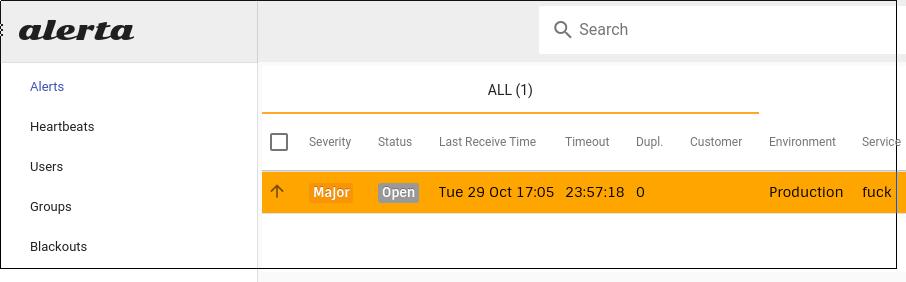 alerta
Search
Alerts
Heartbeats
Users
Groups
Blackouts
ALL (1)
Severity Status Last Receive Time Timeout Dupl. Customer Environment Service
Major Open Tue 29 Oct 17:05 23:57:18 0 Production fuck